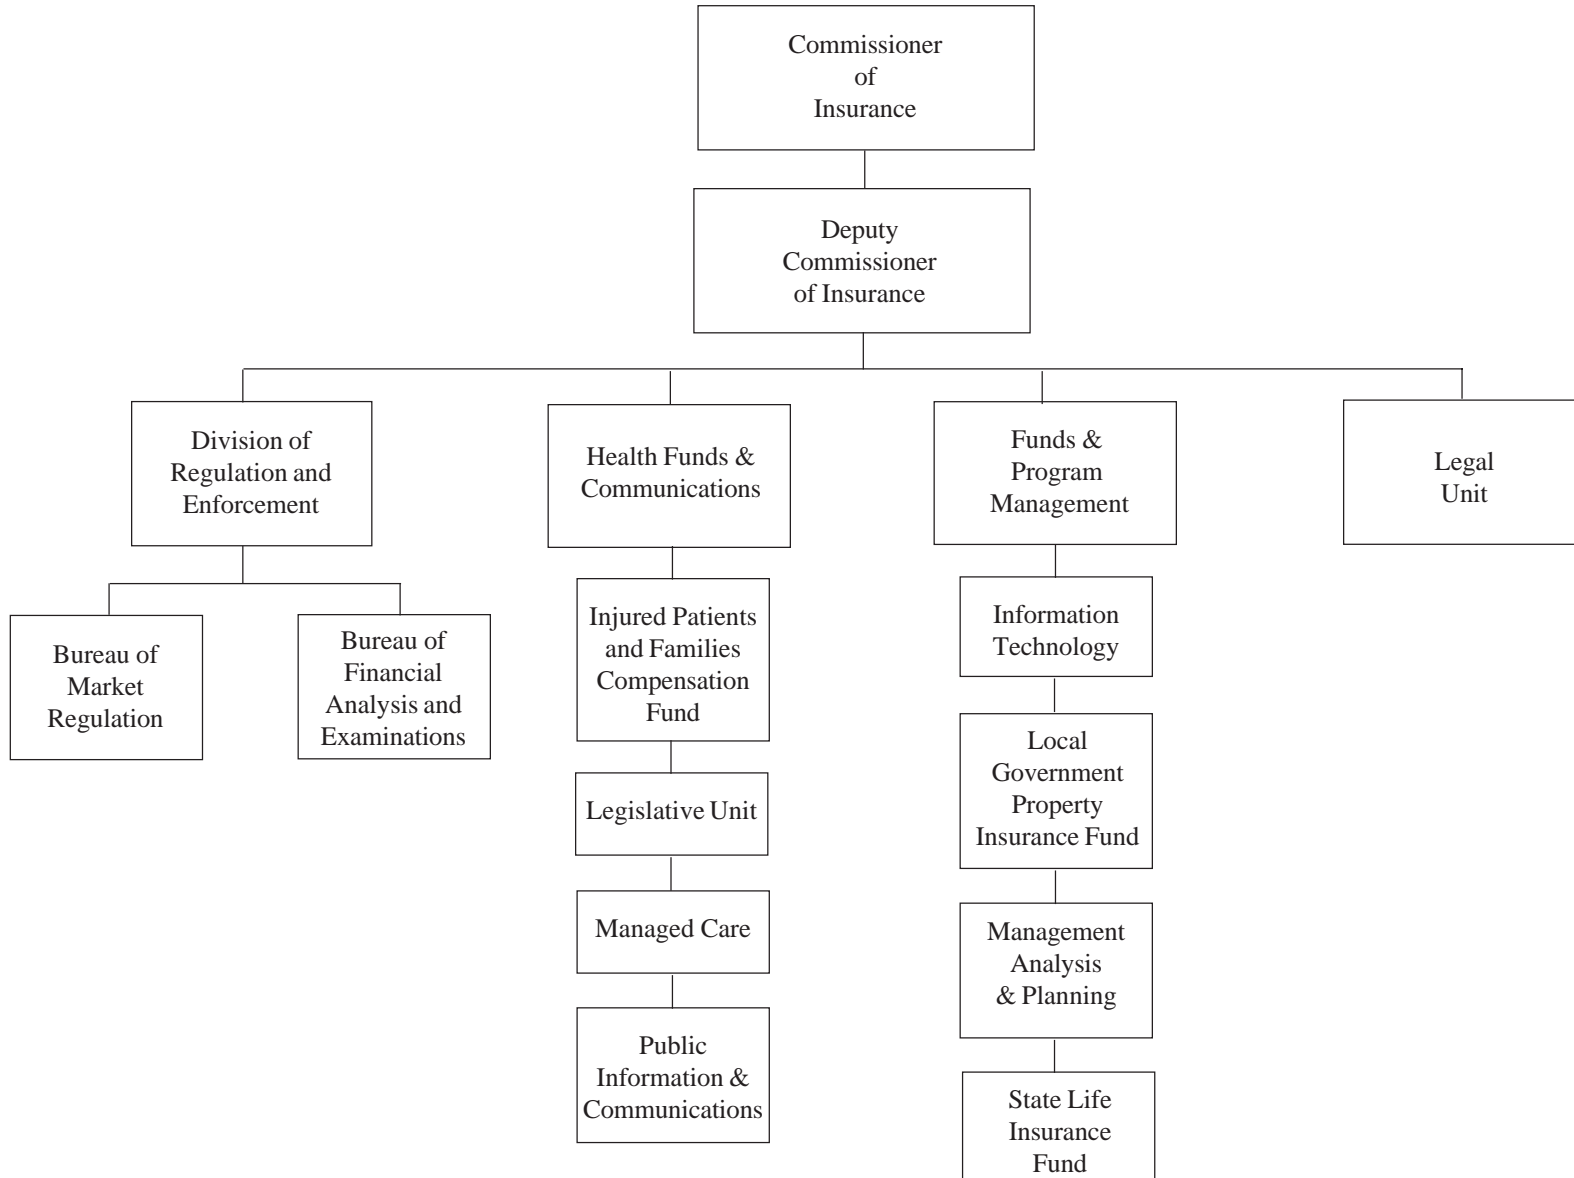 Commissioner
of
Insurance
Deputy
Commissioner
of Insurance
Division of
Regulation and
Enforcement
Health Funds &
Communications
Funds &
Program
Management
Legal
Unit
Bureau of
Market
Regulation
Bureau of
Financial
Analysis and
Examinations
Injured Patients
and Families
Compensation
Fund
Legislative Unit
Managed Care
Public
Information &
Communications
Information
Technology
Local
Government
Property
Insurance Fund
Management
Analysis
& Planning
State Life
Insurance
Fund